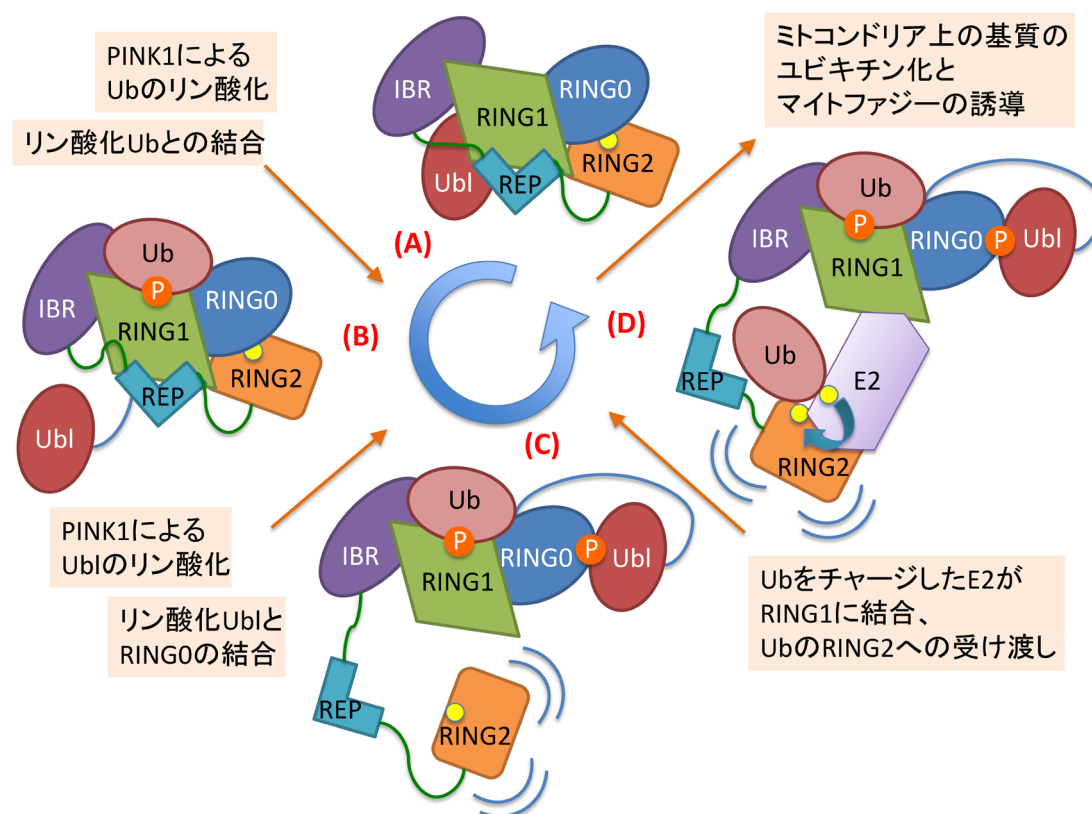 PINK1による
Ubのリン酸化
リン酸化Ubとの結合
IBR
RING1
RING0
Ubl
REP
RING2
ミトコンドリア上の基質の
ユビキチン化と
マイトファジーの誘導
(A)
IBR
Ub
P
RING1
RING0
REP
RING2
Ubl
(B)
(D)
Ub
IBR
P
RING1
RING0
P
Ubl
Ub
REP
E2
RING2
(C)
PINK1による
Ublのリン酸化
リン酸化Ublと
RING0の結合
IBR
Ub
P
RING1
RING0
P
Ubl
REP
RING2
UbをチャージしたE2が
RING1に結合、
UbのRING2への受け渡し